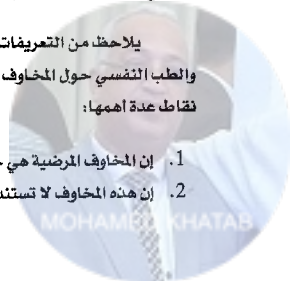 يلاحظ من التعريفات
والطب النفسي حول المخاوف
نقاط عدة أهمها:
1. إن المخاوف المرضية هي
2. إن هذه المخاوف لا تستند
MOHAMED KHATAB